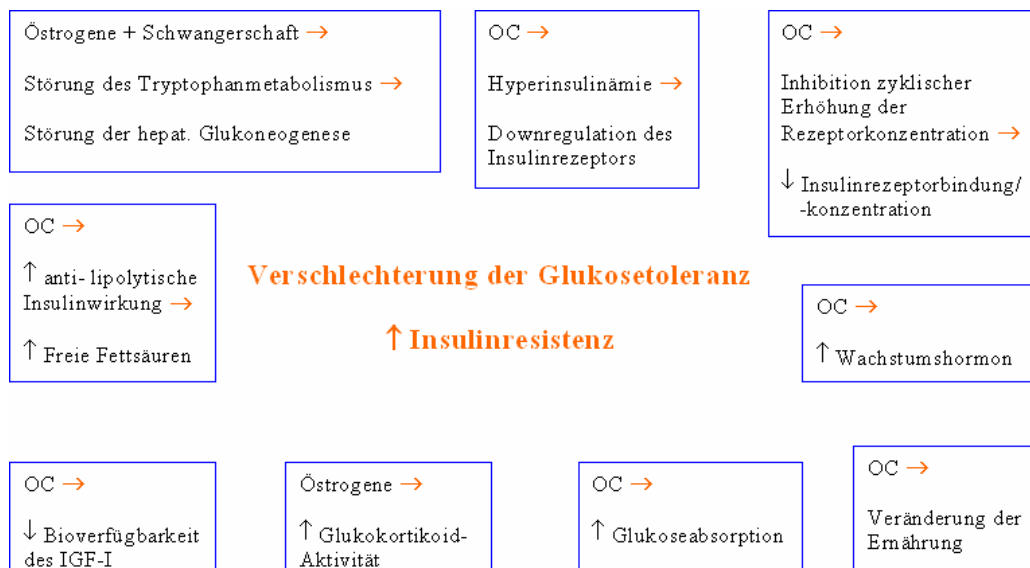 Östrogene + Schwangerschaft →
Störung des Tryptophanmetabolismus →
Störung der hepat. Glukoneogenese
OC →
Hyperinsulinämie →
Downregulation des
Insulinrezeptors
OC →
Inhibition zyklischer
Erhöhung der
Rezeptorkonzentration →
↓ Insulinrezeptorbindung/
-konzentration
OC →
↑ anti- lipolytische
Insulinwirkung →
↑ Freie Fettsäuren
Verschlechterung der Glukosetoleranz
↑ Insulinresistenz
OC →
↑ Wachstumshormon
OC →
↓ Bioverfügbarkeit
des IGF-I
Östrogene →
↑ Glukokortikoid-
Aktivität
OC →
↑ Glukoseabsorption
OC →
Veränderung der
Ernährung